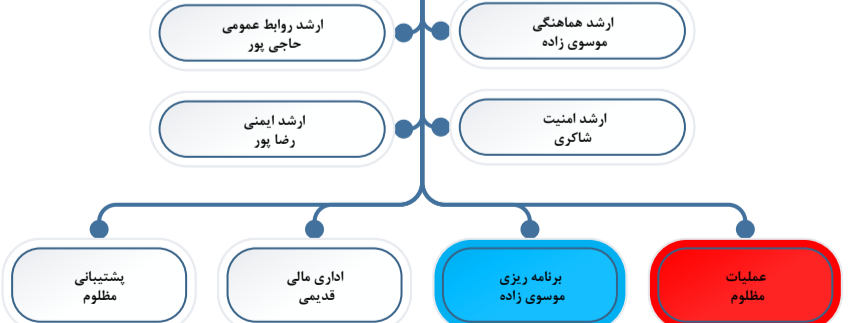 ارشد هماهنگی
موسوی زاده
ارشد روابط عمومی
حاجی پور
ارشد امنیت
شاکری
ارشد ایمنی
رضا پور
عملیات
مظلوم
برنامه ریزی
موسوی زاده
اداری مالی
قدیمی
پشتیبانی
مظلوم